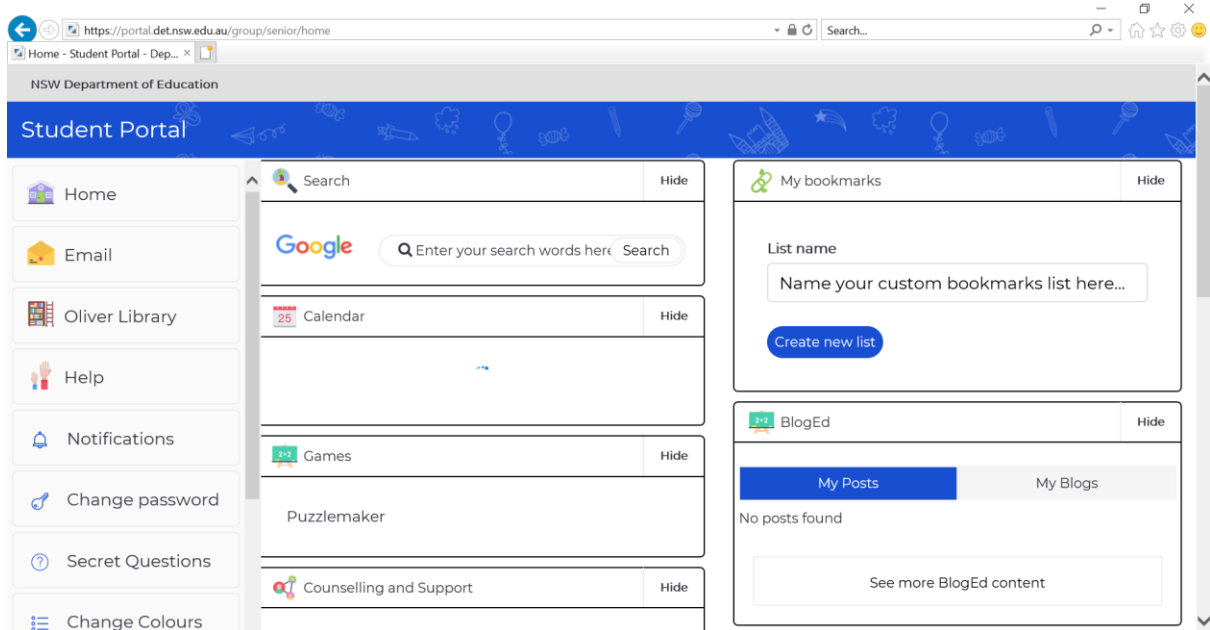 https://portal.det.nsw.edu.au/group/senior/home
Search...
Home - Student Portal - Dep...
NSW Department of Education
Student Portal
Home
Email
Oliver Library
Help
Notifications
Change password
Secret Questions
Change Colours
Search
Hide
Google
Enter your search words here
Search
25
Calendar
Hide
2+2
Games
Hide
Puzzlemaker
Counselling and Support
Hide
My bookmarks
Hide
List name
Name your custom bookmarks list here...
Create new list
2+2
BlogEd
Hide
My Posts
My Blogs
No posts found
See more BlogEd content